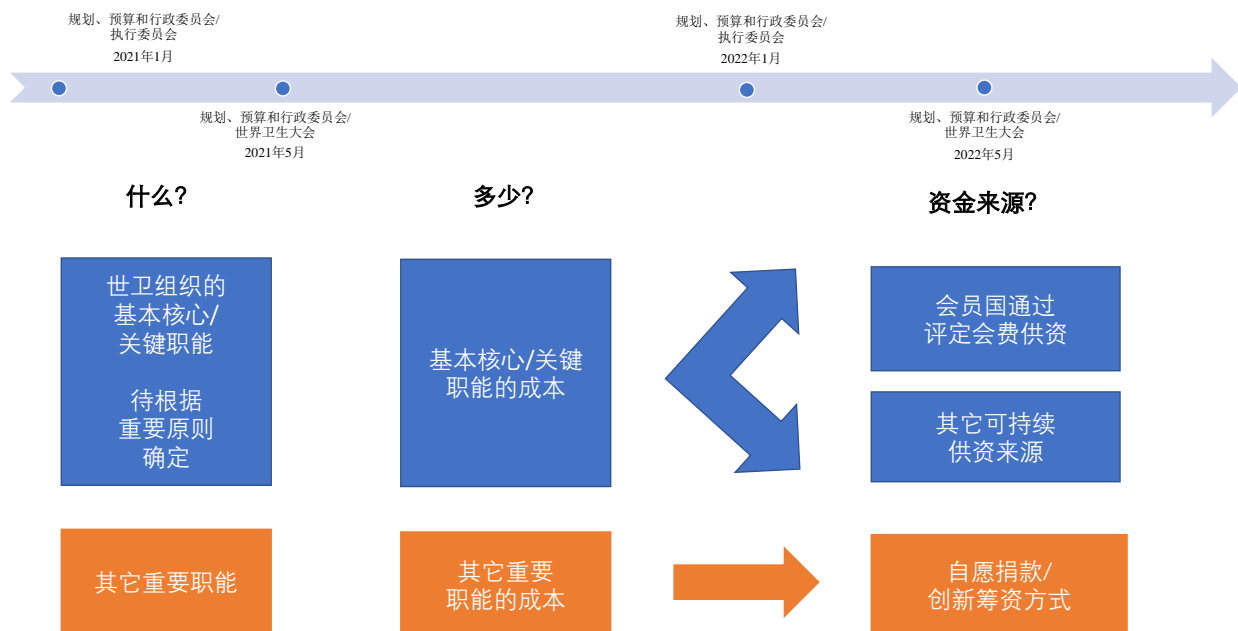 规划、预算和行政委员会/
执行委员会
2021年1月
规划、预算和行政委员会/
执行委员会
2022年1月
规划、预算和行政委员会/
世界卫生大会
2021年5月
规划、预算和行政委员会/
世界卫生大会
2022年5月
什么?
多少?
资金来源?
世卫组织的
基本核心/
关键职能
待根据
重要原则
确定
基本核心/关键
职能的成本
会员国通过
评定会费供资
其它可持续
供资来源
其它重要职能
其它重要
职能的成本
自愿捐款/
创新筹资方式